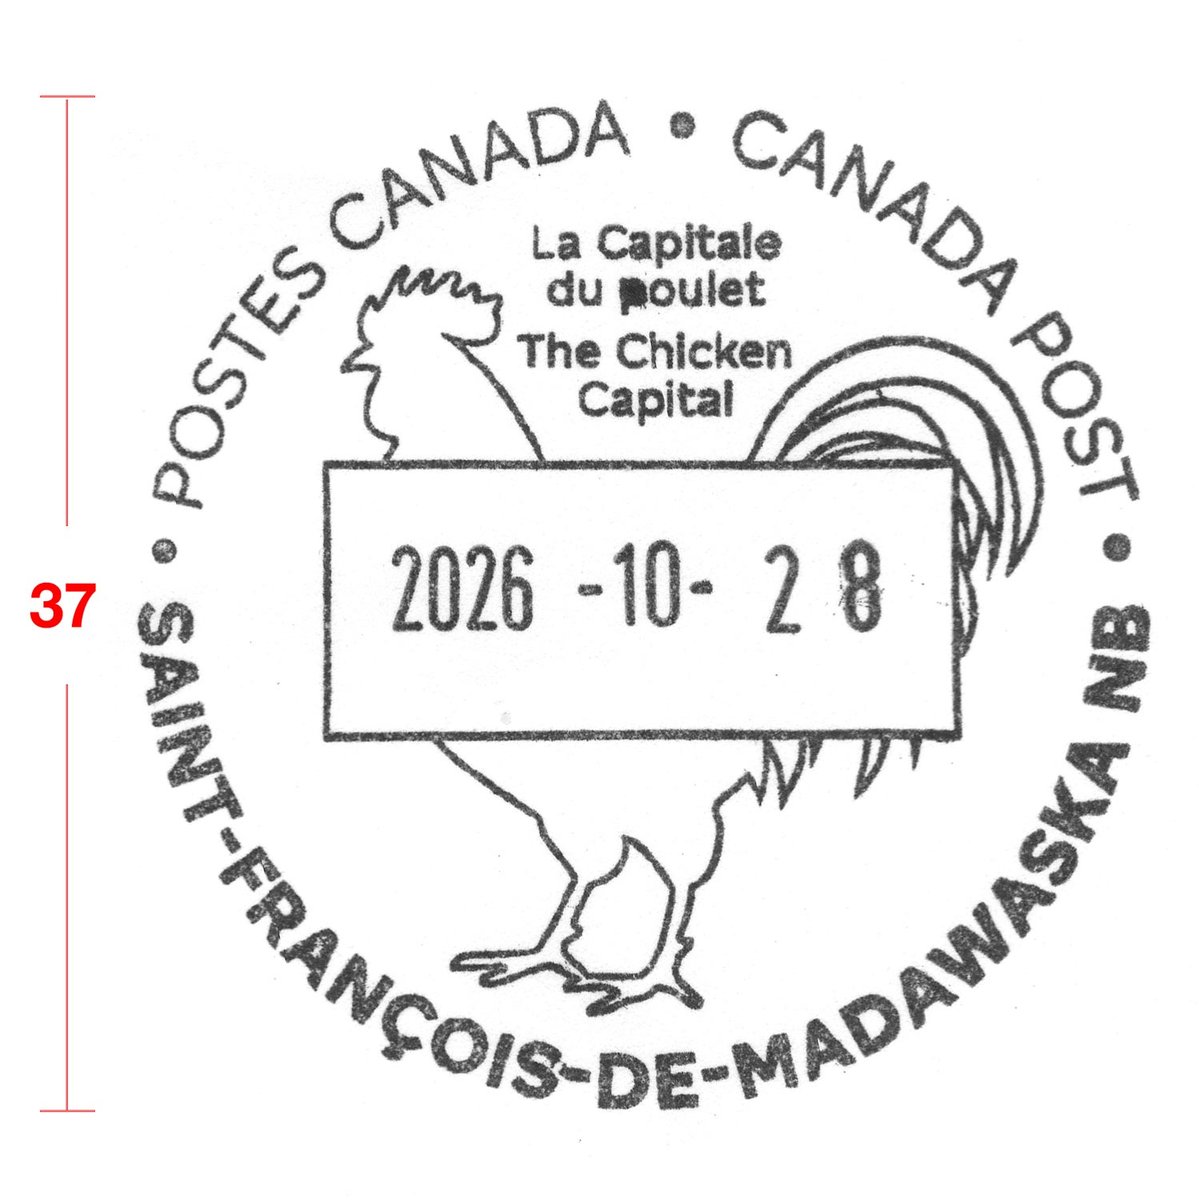 POSTES CANADA • CANADA POST •
La Capitale
du poulet
The Chicken
Capital
2026 -10- 28
37
SAINT-FRANÇOIS-DE-MADAWASKA NB